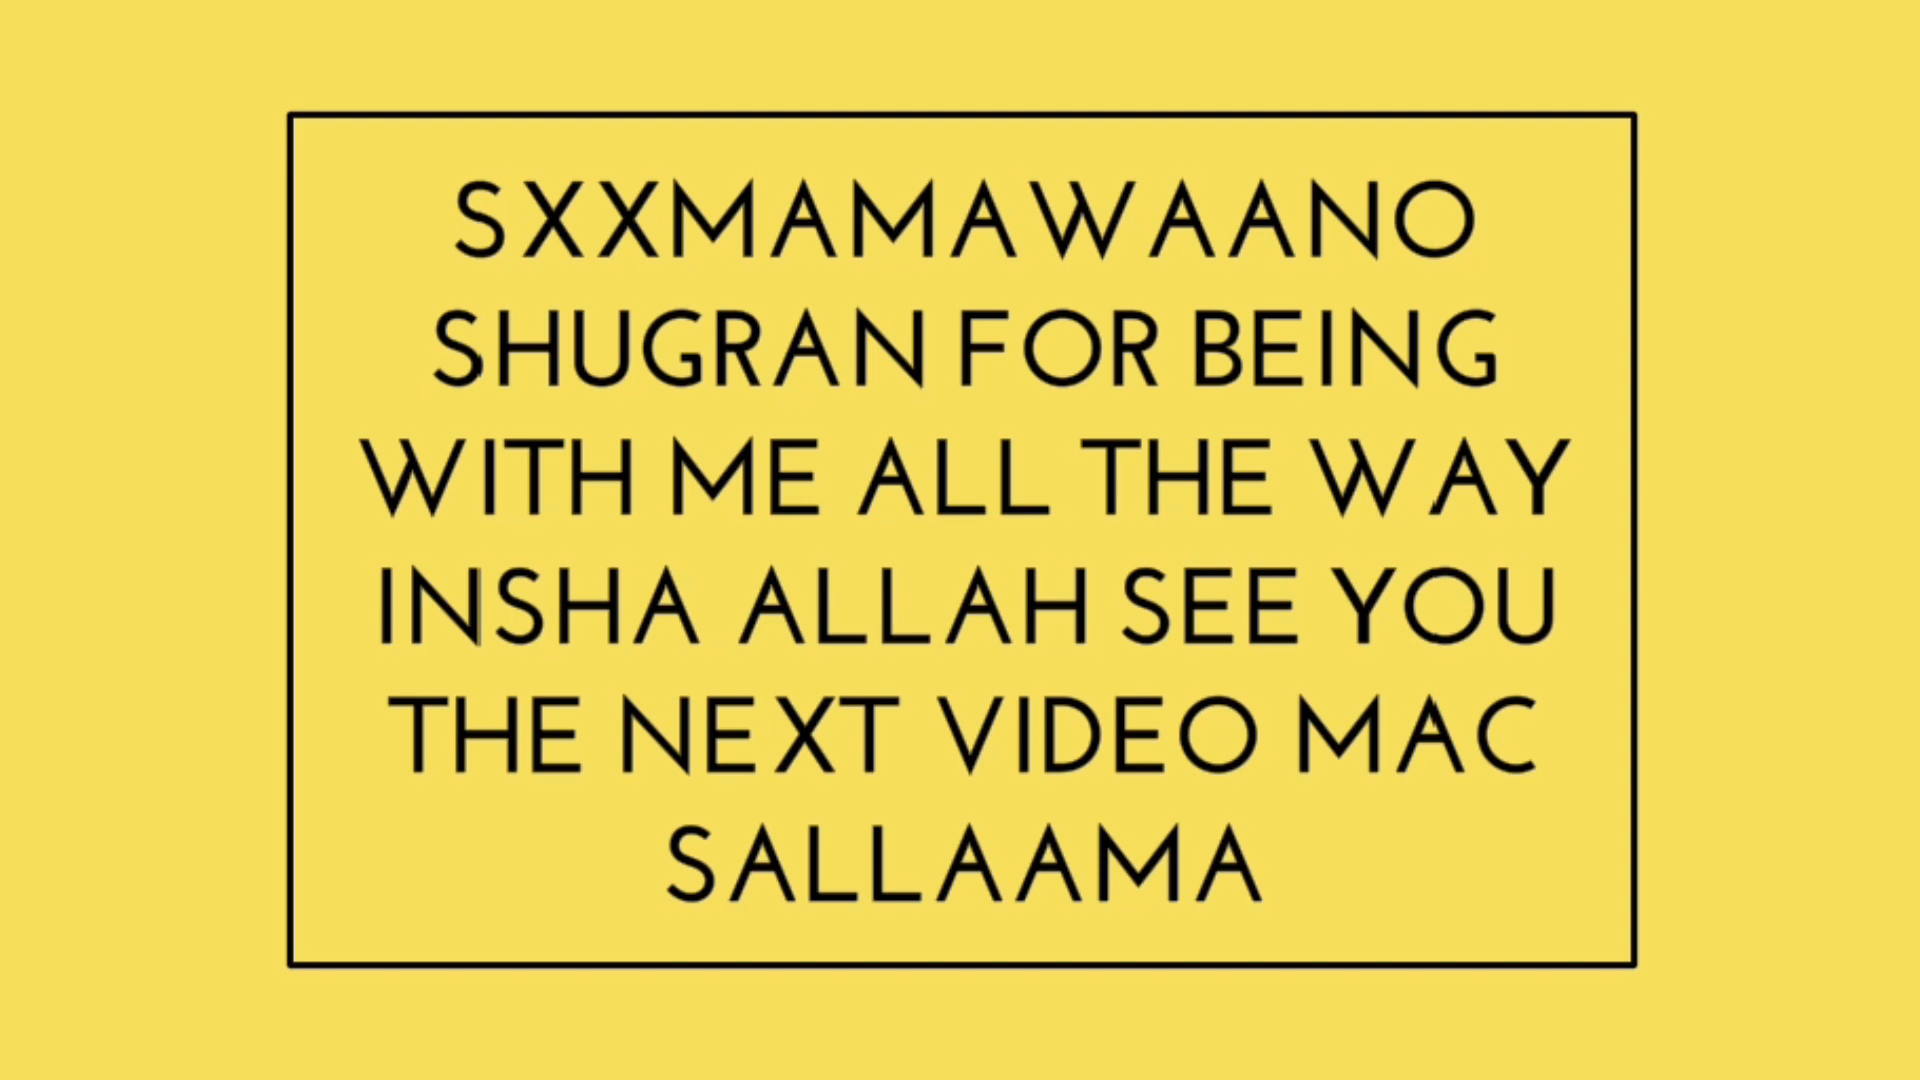 SXXMAMAWAANO
SHUGRAN FOR BEING
WITH ME ALL THE WAY
INSHA ALLAH SEE YOU
THE NEXT VIDEO MAC
SALLAAMA